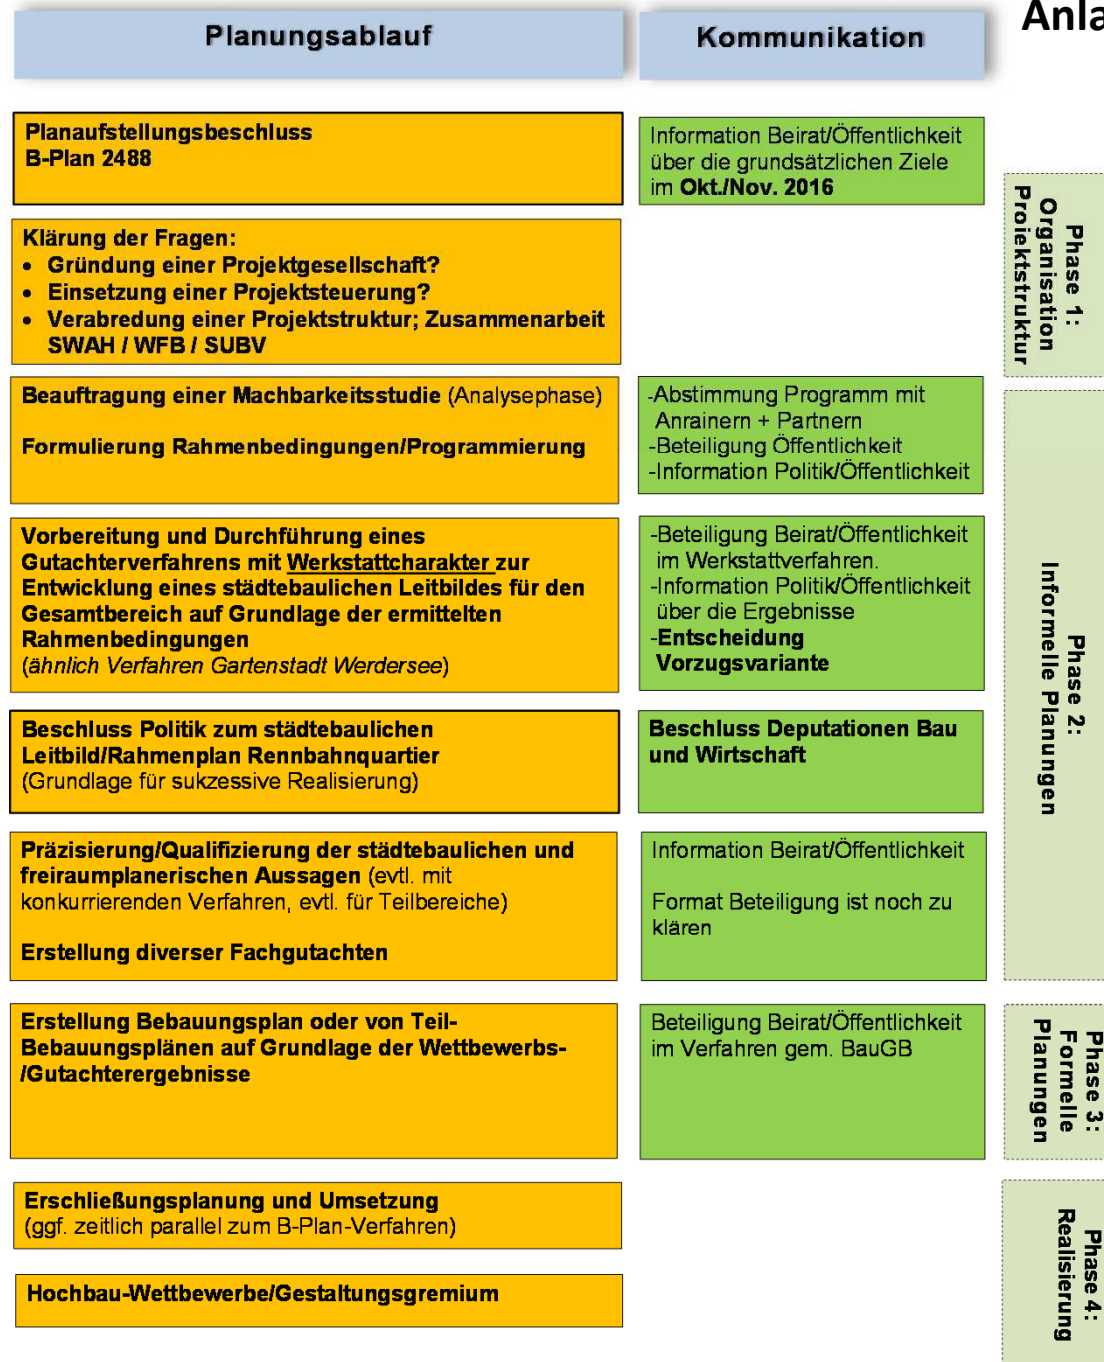 Planungsablauf
Kommunikation
Anla
Planaufstellungsbeschluss
B-Plan 2488
Information Beirat/Öffentlichkeit
über die grundsätzlichen Ziele
im Okt./Nov. 2016
Klärung der Fragen:
• Gründung einer Projektgesellschaft?
• Einsetzung einer Projektsteuerung?
• Verabredung einer Projektstruktur; Zusammenarbeit
SWAH / WFB / SUBV
Phase 1:
Organisation
Projektstruktur
Beauftragung einer Machbarkeitsstudie (Analysephase)
Formulierung Rahmenbedingungen/Programmierung
-Abstimmung Programm mit
Anrainern + Partnern
-Beteiligung Öffentlichkeit
-Information Politik/Öffentlichkeit
Vorbereitung und Durchführung eines
Gutachterverfahrens mit Werkstattcharakter zur
Entwicklung eines städtebaulichen Leitbildes für den
Gesamtbereich auf Grundlage der ermittelten
Rahmenbedingungen
(ähnlich Verfahren Gartenstadt Werdersee)
-Beteiligung Beirat/Öffentlichkeit
im Werkstattverfahren.
-Information Politik/Öffentlichkeit
über die Ergebnisse
-Entscheidung
Vorzugsvariante
Beschluss Politik zum städtebaulichen
Leitbild/Rahmenplan Rennbahnquartier
(Grundlage für sukzessive Realisierung)
Beschluss Deputationen Bau
und Wirtschaft
Präzisierung/Qualifizierung der städtebaulichen und
freiraumplanerischen Aussagen (evtl. mit
konkurrierenden Verfahren, evtl. für Teilbereiche)
Erstellung diverser Fachgutachten
Information Beirat/Öffentlichkeit
Format Beteiligung ist noch zu
klären
Phase 2:
Informelle Planungen
Erstellung Bebauungsplan oder von Teil-
Bebauungsplänen auf Grundlage der Wettbewerbs-
/Gutachterergebnisse
Beteiligung Beirat/Öffentlichkeit
im Verfahren gem. BauGB
Phase 3:
Formelle
Planungen
Erschließungsplanung und Umsetzung
(ggf. zeitlich parallel zum B-Plan-Verfahren)
Hochbau-Wettbewerbe/Gestaltungsgremium
Phase 4:
Realisierung